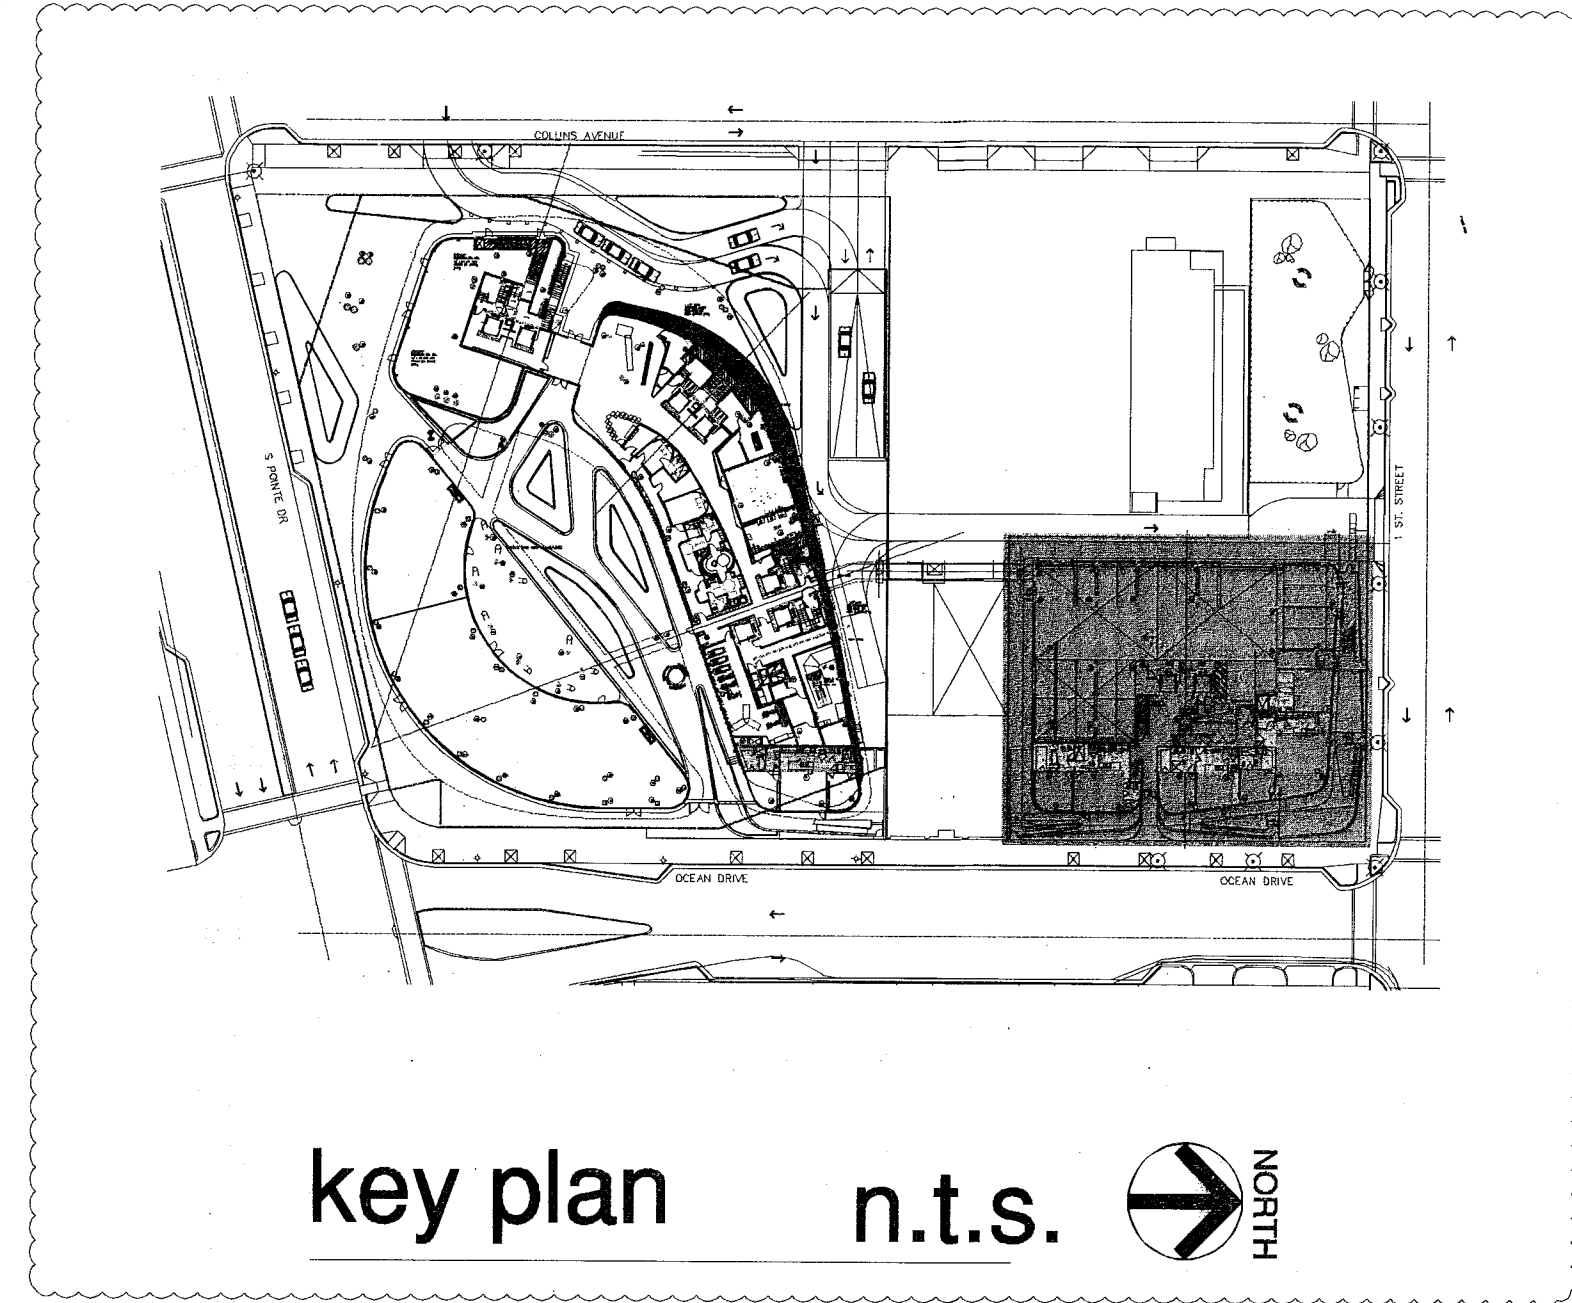 COLLINS AVENUE
S POINTE DR
1 ST. STREET
OCEAN DRIVE
OCEAN DRIVE
key plan
n.t.s.
NORTH